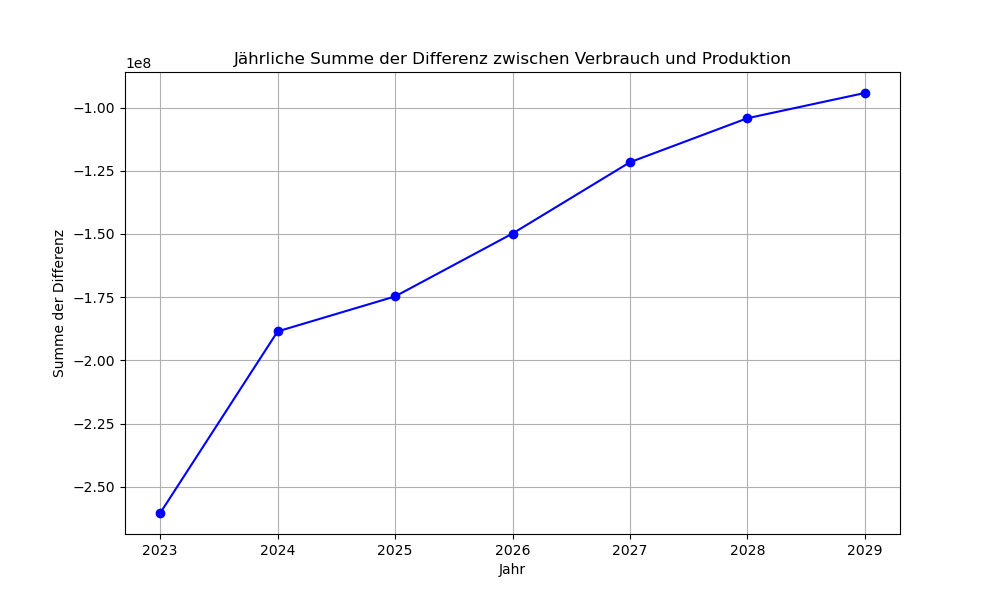 Jährliche Summe der Differenz zwischen Verbrauch und Produktion
1e8
−1.00
−1.25
−1.50
−1.75
−2.00
−2.25
−2.50
Summe der Differenz
2023 2024 2025 2026 2027 2028 2029
Jahr